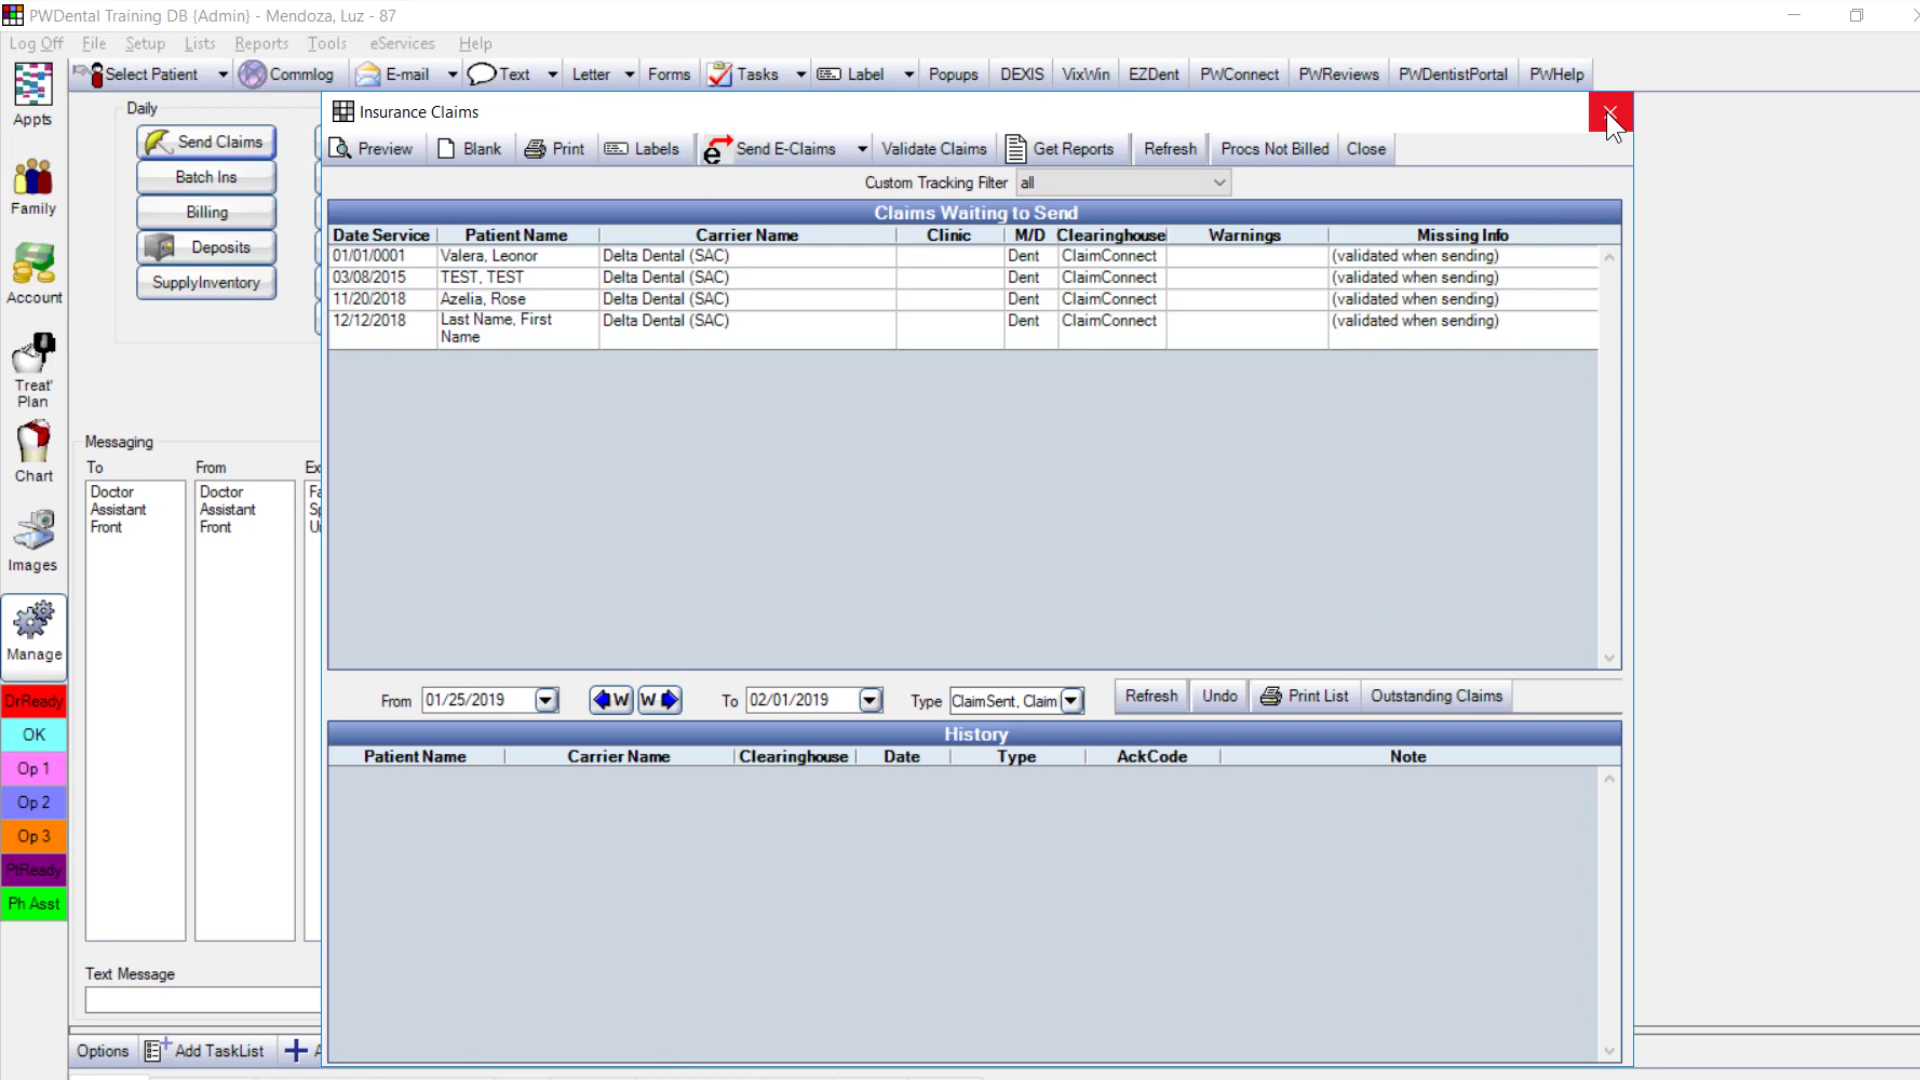 PWDental Training DB {Admin} - Mendoza, Luz - 87
Log Off File Setup Lists Reports Tools eServices Help
Select Patient Commlog E-mail Text Letter Forms Tasks Label Popups DEXIS VixWin EZDent PWConnect PWReviews PWDentistPortal PWHelp
Appts
Family
Account
Treat'
Plan
Chart
Images
Manage
DrReady
OK
Op 1
Op 2
Op 3
PtReady
Ph Asst
Daily
Send Claims
Batch Ins
Billing
Deposits
SupplyInventory
Messaging
To From
Doctor Doctor
Assistant Assistant
Front Front
Text Message
Options Add TaskList
Insurance Claims
Preview Blank Print Labels Send E-Claims Validate Claims Get Reports Refresh Procs Not Billed Close
Custom Tracking Filter all
Claims Waiting to Send
Date Service Patient Name Carrier Name Clinic M/D Clearinghouse Warnings Missing Info
01/01/0001 Valera, Leonor Delta Dental (SAC) Dent ClaimConnect (validated when sending)
03/08/2015 TEST, TEST Delta Dental (SAC) Dent ClaimConnect (validated when sending)
11/20/2018 Azelia, Rose Delta Dental (SAC) Dent ClaimConnect (validated when sending)
12/12/2018 Last Name, First Delta Dental (SAC) Dent ClaimConnect (validated when sending)
Name
From 01/25/2019 W W To 02/01/2019 Type ClaimSent, Claim Refresh Undo Print List Outstanding Claims
History
Patient Name Carrier Name Clearinghouse Date Type AckCode Note